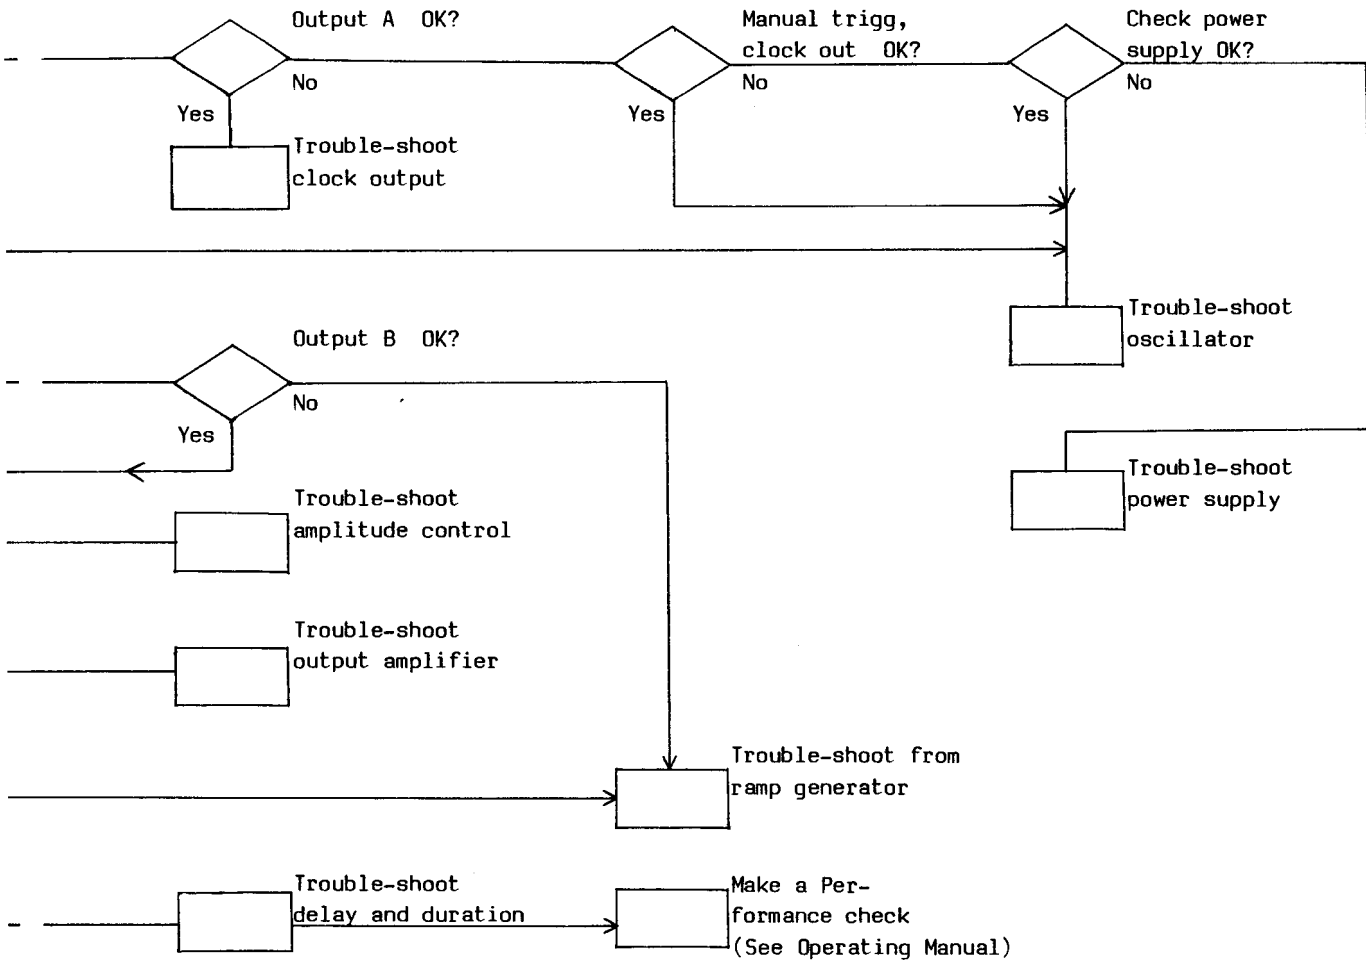 Output A OK?
No
Yes
Trouble-shoot
clock output
Manual trigg,
clock out OK?
No
Yes
Check power
supply OK?
No
Yes
Trouble-shoot
oscillator
Output B OK?
No
Yes
Trouble-shoot
power supply
Trouble-shoot
amplitude control
Trouble-shoot
output amplifier
Trouble-shoot from
ramp generator
Trouble-shoot
delay and duration
Make a Per-
formance check
(See Operating Manual)